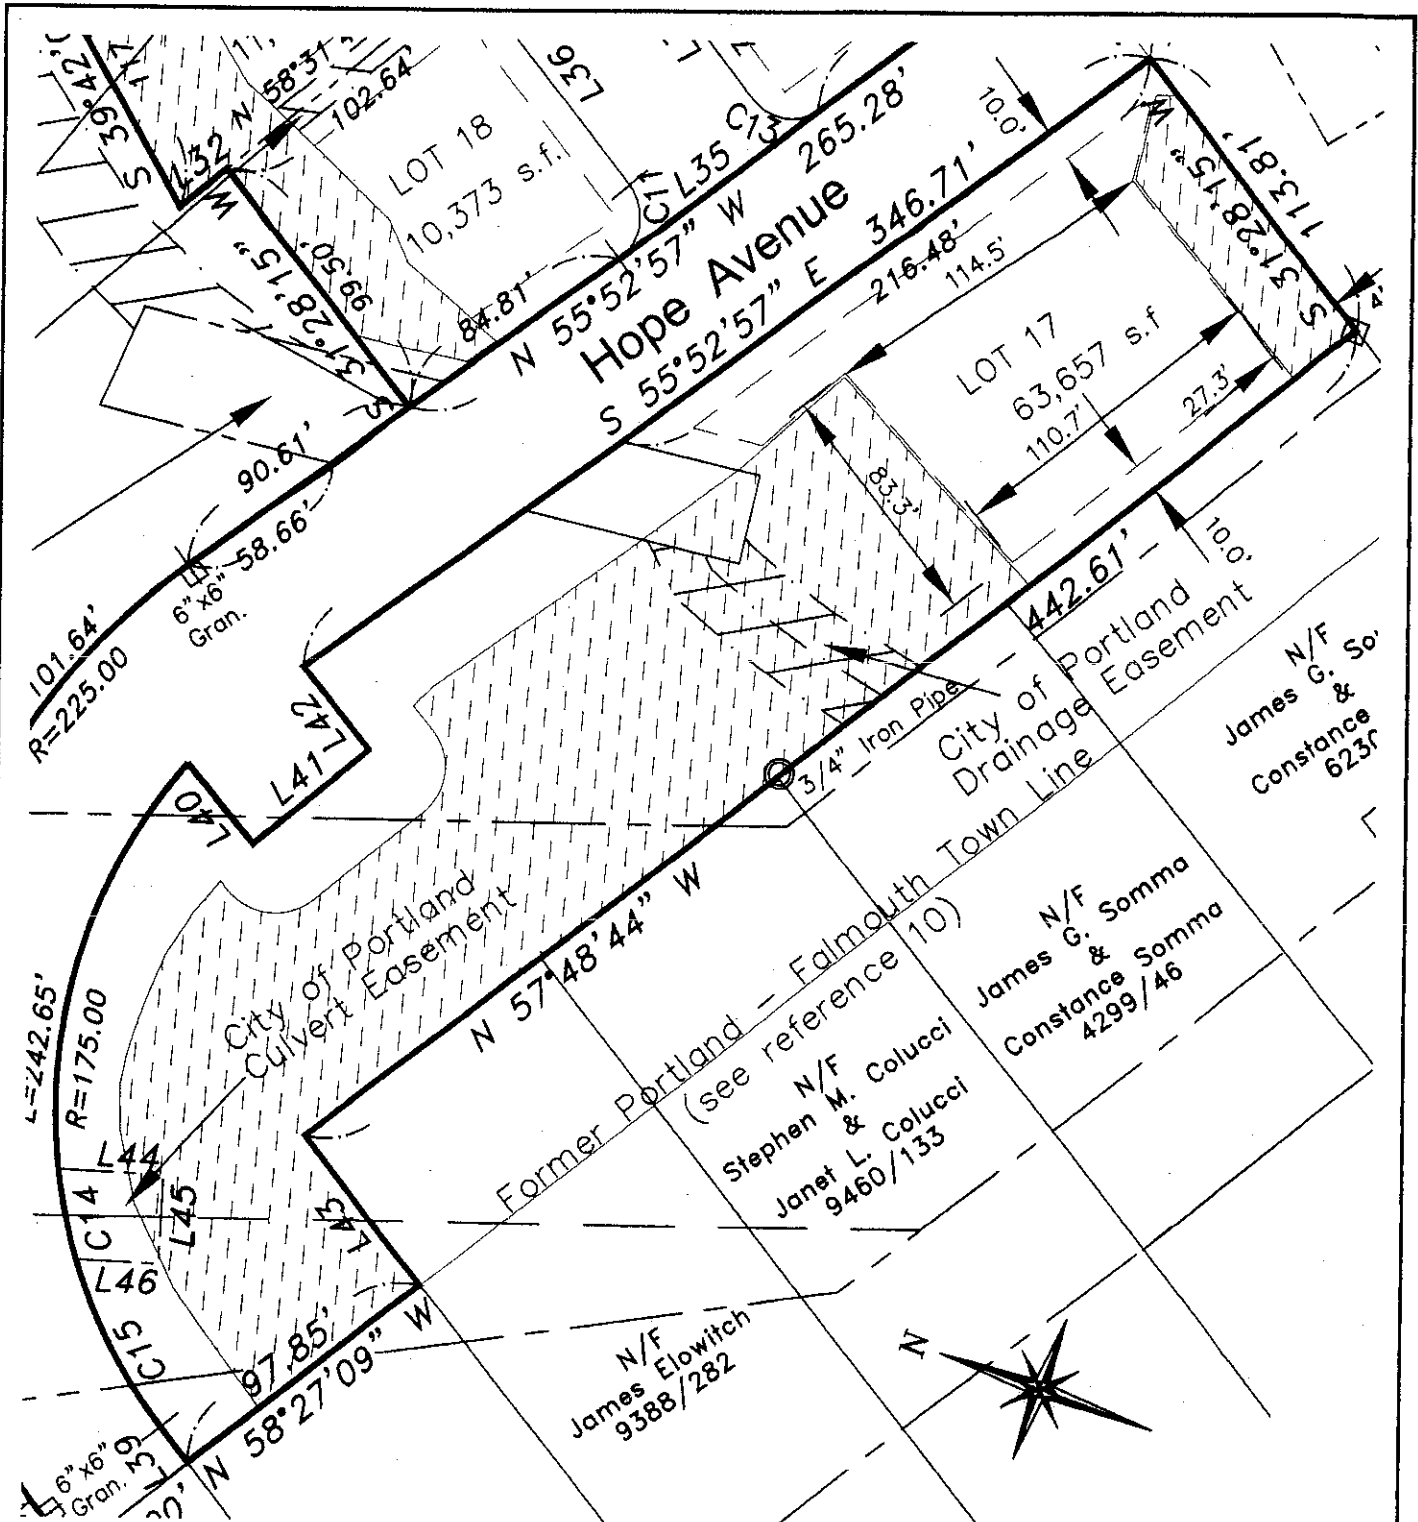 S 39°42'
L32
N 58°31'
102.64'
L36
LOT 18
10,373 s.f.
S 31°28'15" W
99.50'
84.81'
C11
L35
C13
N 55°52'57" W 265.28'
Hope Avenue
S 55°52'57" E 346.71'
216.48'
114.5'
10.0'
S 31°28'15" W
113.81'
4'
LOT 17
63,657 s.f
110.7'
27.3'
83.3'
10.0'
90.61'
58.66'
6"x6"
Gran.
101.64'
R=225.00
L42
L41
L40
442.61'
City of Portland
Drainage Easement
3/4" Iron Pipe
N/F
James G. So
&
Constance
623
N 57°48'44" W
City of Portland
Culvert Easement
Former Portland - Falmouth Town Line
(see reference 10)
N/F
James G. Somma
&
Constance Somma
4299/46
N/F
Stephen M. Colucci
&
Janet L. Colucci
9460/133
N/F
James Elowitch
9388/282
L=242.65'
R=175.00
L44
C14
L45
L46
C15
L43
97.85'
N 58°27'09" W
L39
6"x6"
Gran.
N